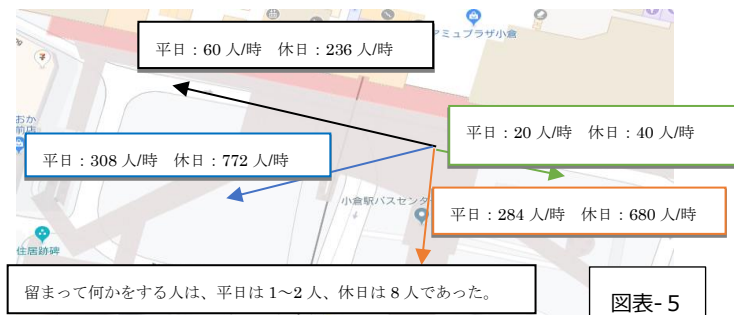 アミュプラザ小倉
平日：60 人/時　休日：236 人/時
おか
前店
平日：20 人/時　休日：40 人/時
平日：308 人/時　休日：772 人/時
小倉駅バスセンタ
平日：284 人/時　休日：680 人/時
住居跡碑
留まって何かをする人は、平日は 1～2 人、休日は 8 人であった。
図表- 5